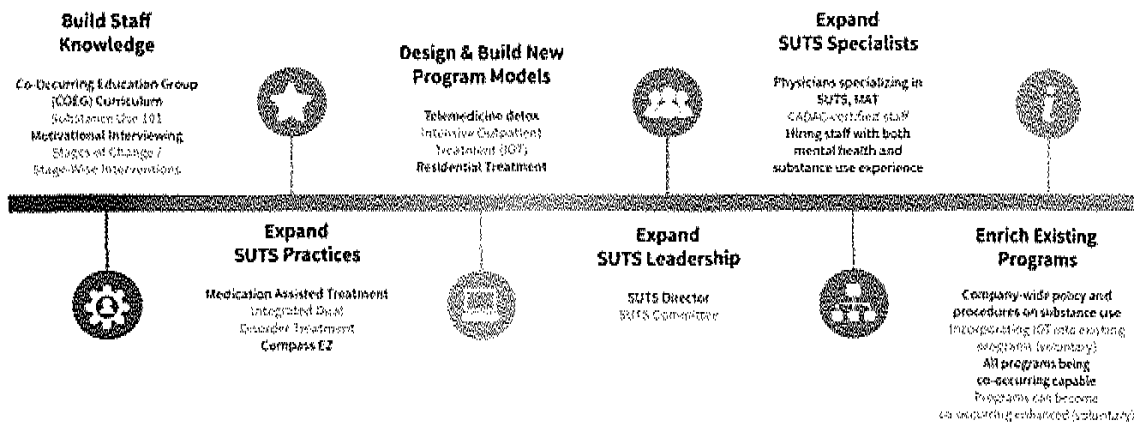 Build Staff
Knowledge
Co-Occurring Education Group
(COEG) Curriculum
Substance Use 101
Motivational Interviewing
Stages of Change /
Stage-Wise Interventions
Expand
SUTS Practices
Medication Assisted Treatment
Integrated Dual
Disorder Treatment
Compass EZ
Design & Build New
Program Models
Telemedicine detox
Intensive Outpatient
Treatment (IOT)
Residential Treatment
Expand
SUTS Leadership
SUTS Director
SUTS Committee
Expand
SUTS Specialists
Physicians specializing in
SUTS, MAT
CADAC-certified staff
Hiring staff with both
mental health and
substance use experience
Enrich Existing
Programs
Company-wide policy and
procedures on substance use
Incorporating IOT into existing
programs (voluntary)
All programs being
co-occurring capable
Programs can become
co-occurring enhanced (voluntary)